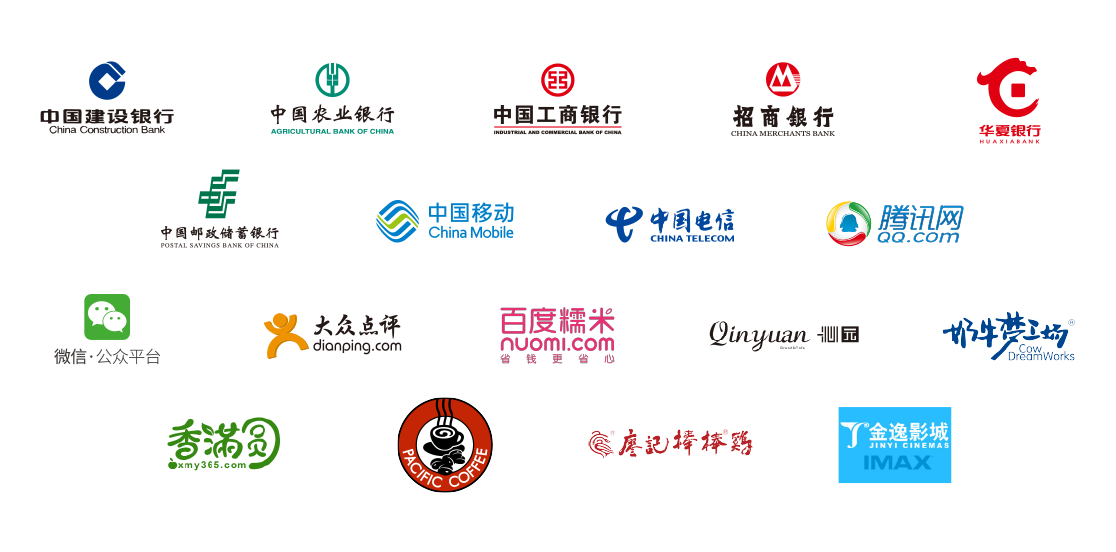 中国建设银行
China Construction Bank
中国农业银行
AGRICULTURAL BANK OF CHINA
中国工商银行
INDUSTRIAL AND COMMERCIAL BANK OF CHINA
招商银行
CHINA MERCHANTS BANK
华夏银行
HUAXIABANK
中国邮政储蓄银行
POSTAL SAVINGS BANK OF CHINA
中国移动
China Mobile
中国电信
CHINA TELECOM
腾讯网
QQ.com
微信·公众平台
大众点评
dianping.com
百度糯米
nuomi.com
省钱更省心
Qinyuan 沁园
奶牛梦工场®
Cow
DreamWorks
香满圆
xmy365.com
PACIFIC COFFEE
廖記棒棒鷄
金逸影城
JINYI CINEMAS
IMAX